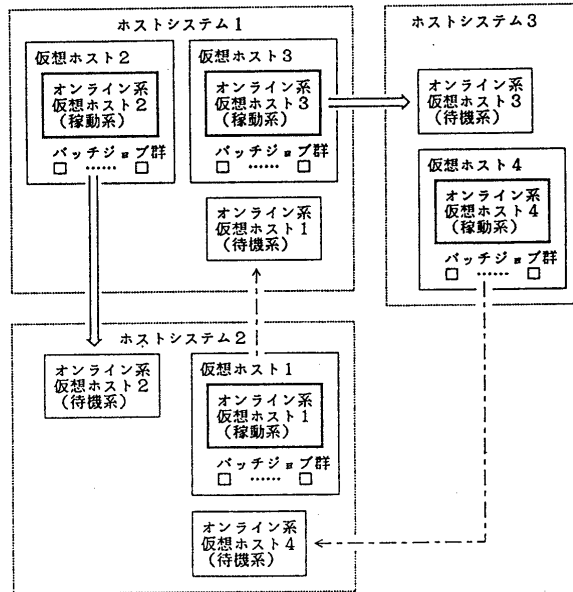 ホストシステム1
仮想ホスト2
オンライン系
仮想ホスト2
(稼動系)
バッチジョブ群
□ …… □
仮想ホスト3
オンライン系
仮想ホスト3
(稼動系)
バッチジョブ群
□ …… □
オンライン系
仮想ホスト1
(待機系)
ホストシステム3
オンライン系
仮想ホスト3
(待機系)
仮想ホスト4
オンライン系
仮想ホスト4
(稼動系)
バッチジョブ群
□ …… □
ホストシステム2
オンライン系
仮想ホスト2
(待機系)
仮想ホスト1
オンライン系
仮想ホスト1
(稼動系)
バッチジョブ群
□ …… □
オンライン系
仮想ホスト4
(待機系)